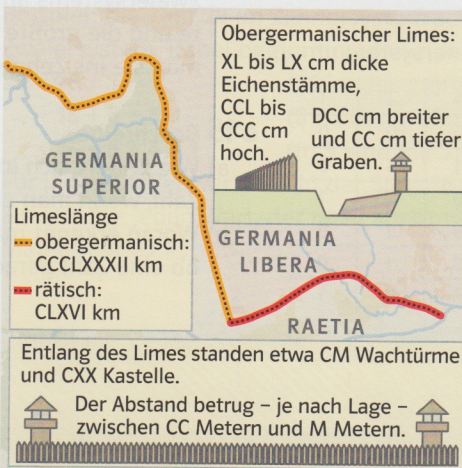 Obergermanischer Limes:
XL bis LX cm dicke
Eichenstämme,
CCL bis
CCC cm
hoch.
DCC cm breiter
und CC cm tiefer
Graben.
GERMANIA
SUPERIOR
Limeslänge
obergermanisch:
CCCLXXXII km
rätisch:
CLXVI km
GERMANIA
LIBERA
RAETIA
Entlang des Limes standen etwa CM Wachtürme
und CXX Kastelle.
Der Abstand betrug – je nach Lage –
zwischen CC Metern und M Metern.